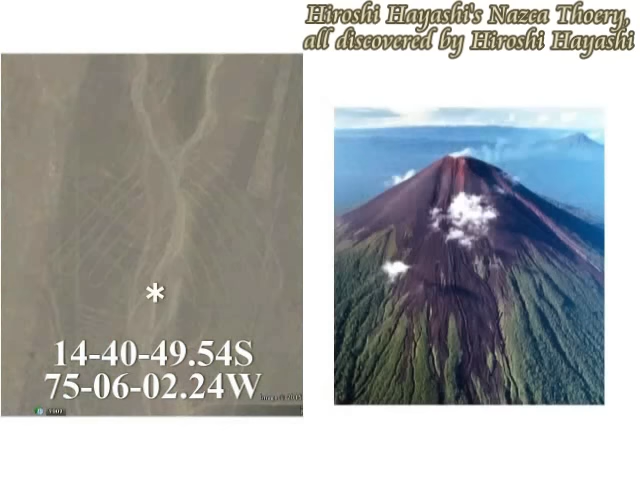 Hiroshi Hayashi's Nazca Thoery,
all discovered by Hiroshi Hayashi
*
14-40-49.54S
75-06-02.24W